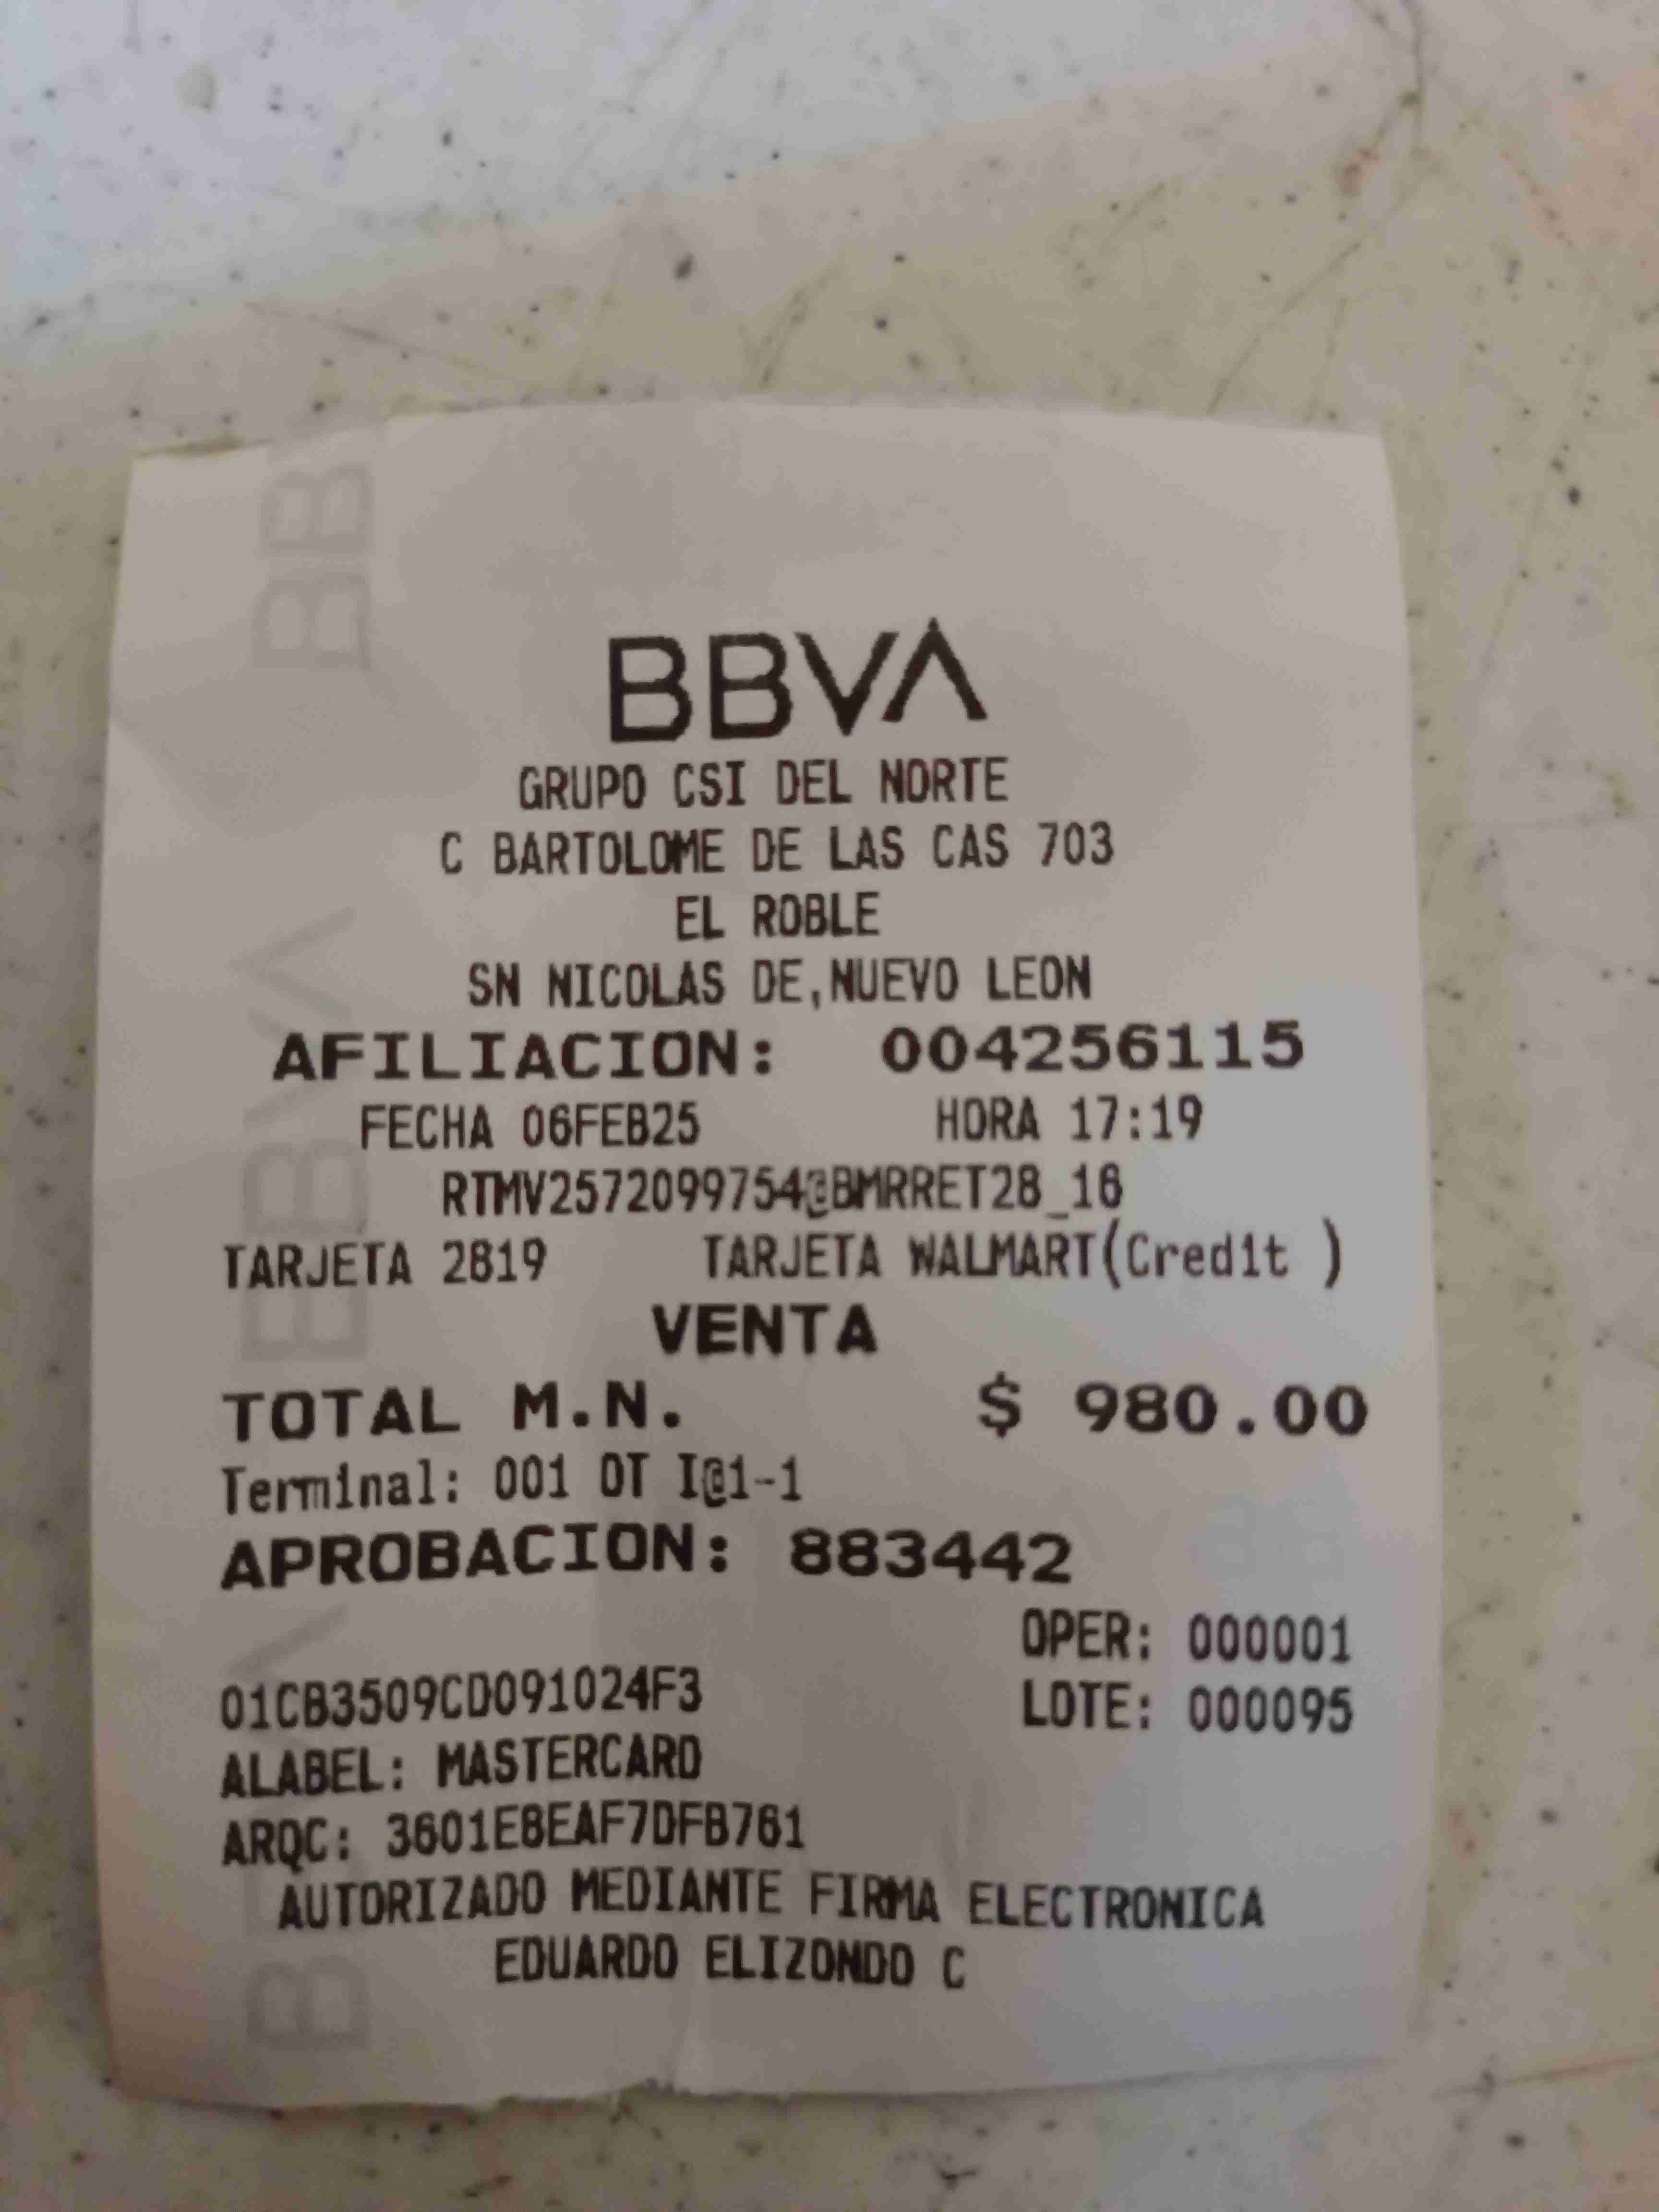 BBVA
GRUPO CSI DEL NORTE
C BARTOLOME DE LAS CAS 703
EL ROBLE
SN NICOLAS DE,NUEVO LEON
AFILIACION: 004256115
FECHA 06FEB25 HORA 17:19
RTMV2572099754@BMRRET28_16
TARJETA 2819 TARJETA WALMART(Credit )
VENTA
TOTAL M.N. $ 980.00
Terminal: 001 OT I@1-1
APROBACION: 883442
OPER: 000001
01CB3509CD091024F3 LOTE: 000095
ALABEL: MASTERCARD
ARQC: 3601E8EAF7DFB761
AUTORIZADO MEDIANTE FIRMA ELECTRONICA
EDUARDO ELIZONDO C